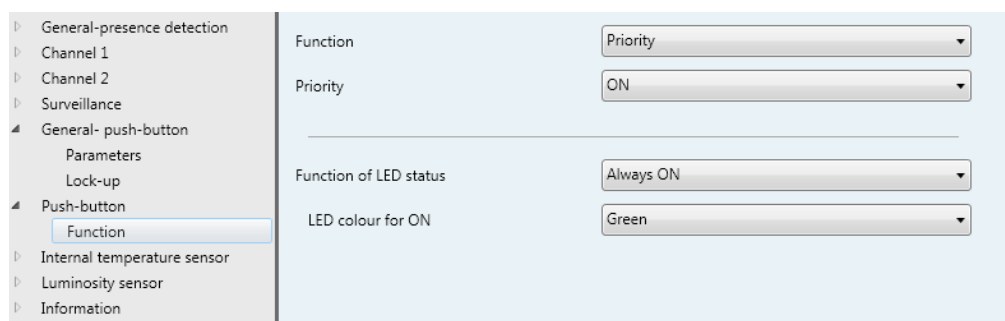 General-presence detection
Channel 1
Channel 2
Surveillance
General- push-button
Parameters
Lock-up
Push-button
Function
Internal temperature sensor
Luminosity sensor
Information
Function Priority
Priority ON
Function of LED status Always ON
LED colour for ON Green